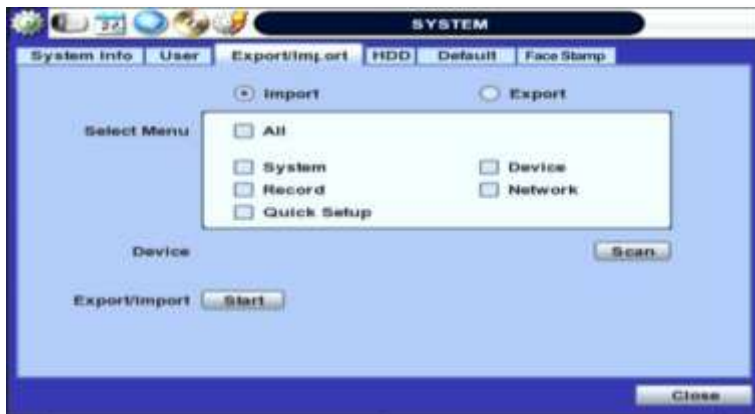 SYSTEM
System Info User Export/Import HDD Default Face Stamp
Import Export
Select Menu All
System Device
Record Network
Quick Setup
Device Scan
Export/Import Start
Close